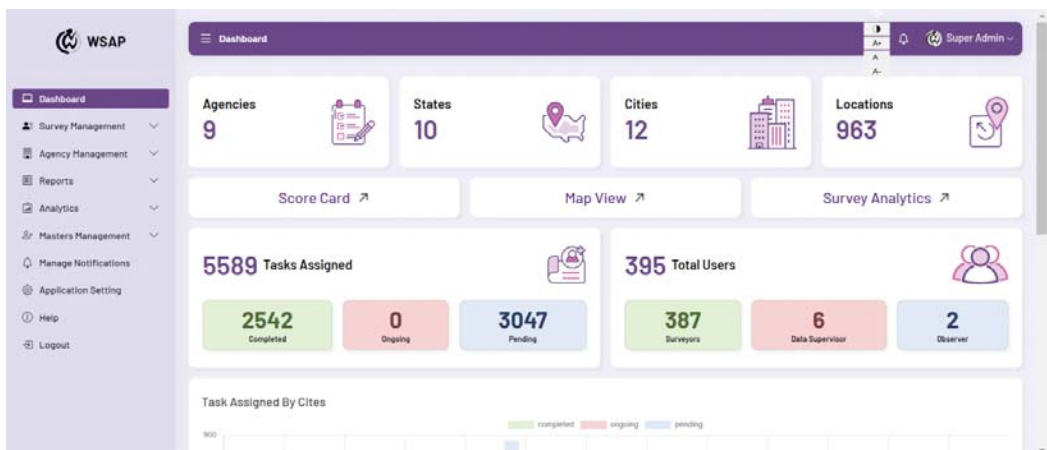 WSAP
Dashboard
Survey Management
Agency Management
Reports
Analytics
Masters Management
Manage Notifications
Application Setting
Help
Logout
Dashboard
A+
A
A-
Super Admin
Agencies
9
States
10
Cities
12
Locations
963
Score Card
Map View
Survey Analytics
5589 Tasks Assigned
2542
Completed
0
Ongoing
3047
Pending
395 Total Users
387
Surveyors
6
Data Supervisor
2
Observer
Task Assigned By Cites
completed ongoing pending
900